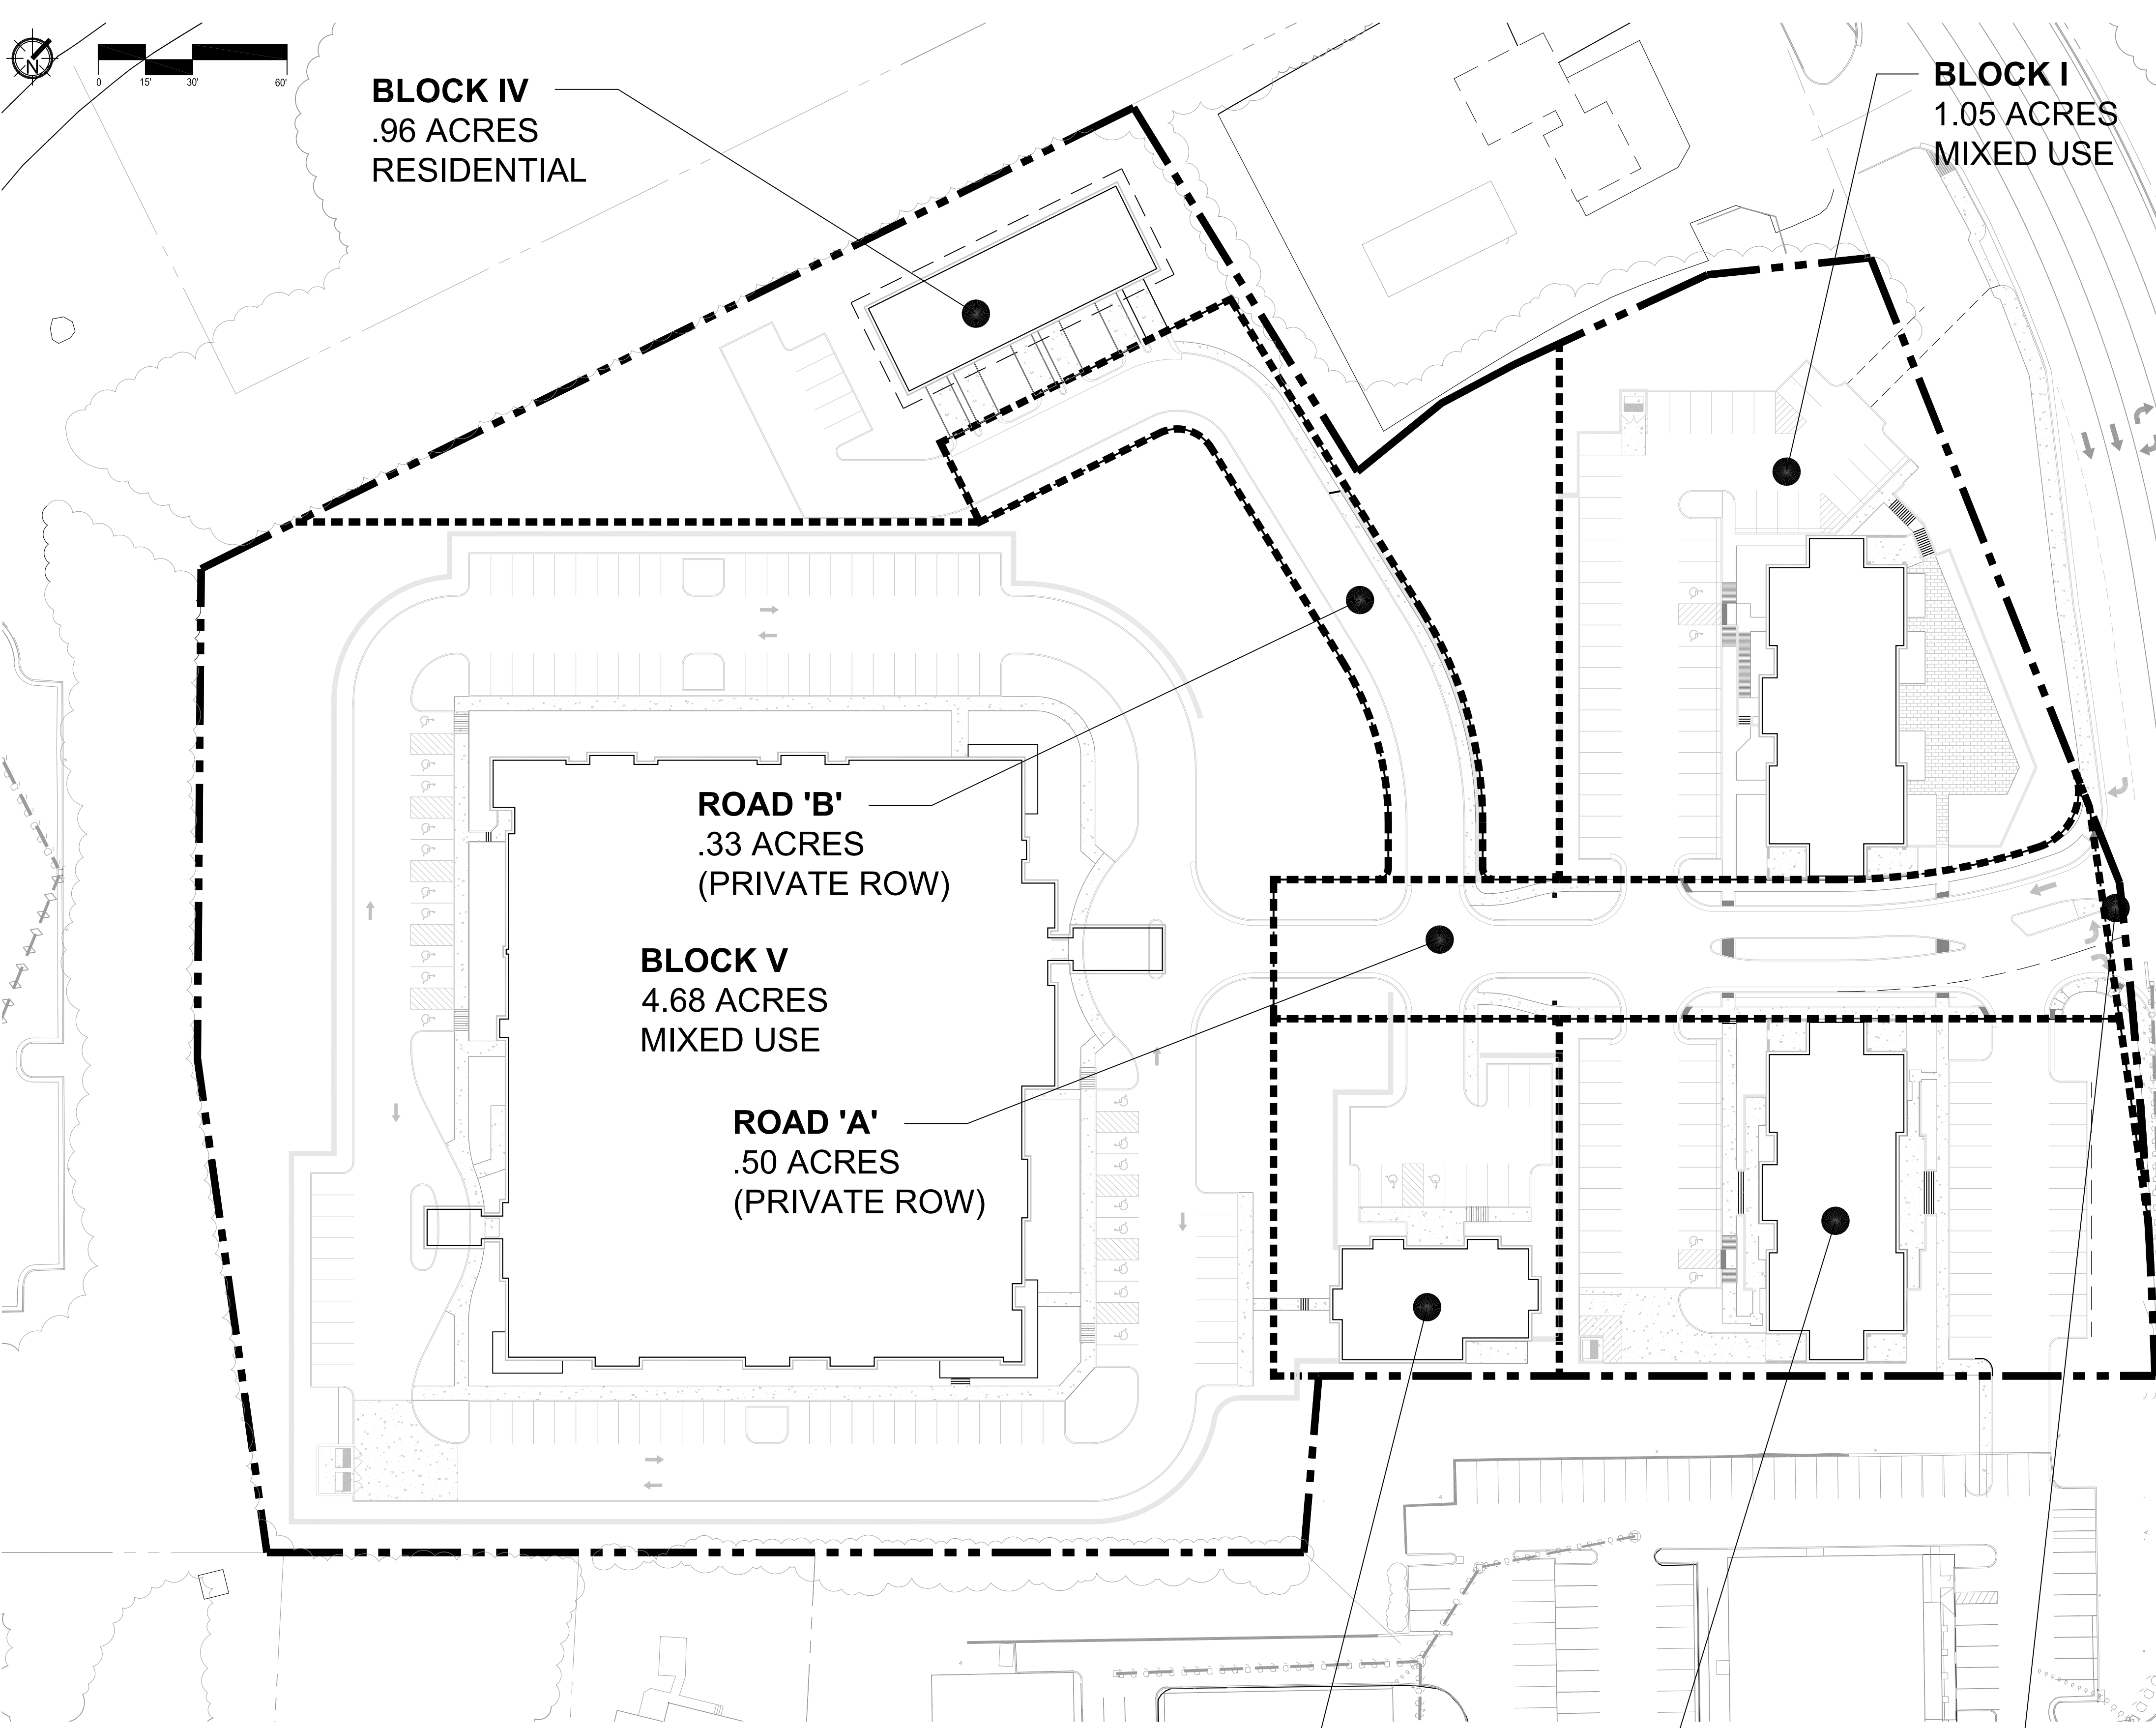 N
0 15' 30' 60'
BLOCK IV
.96 ACRES
RESIDENTIAL
BLOCK I
1.05 ACRES
MIXED USE
ROAD 'B'
.33 ACRES
(PRIVATE ROW)
BLOCK V
4.68 ACRES
MIXED USE
ROAD 'A'
.50 ACRES
(PRIVATE ROW)